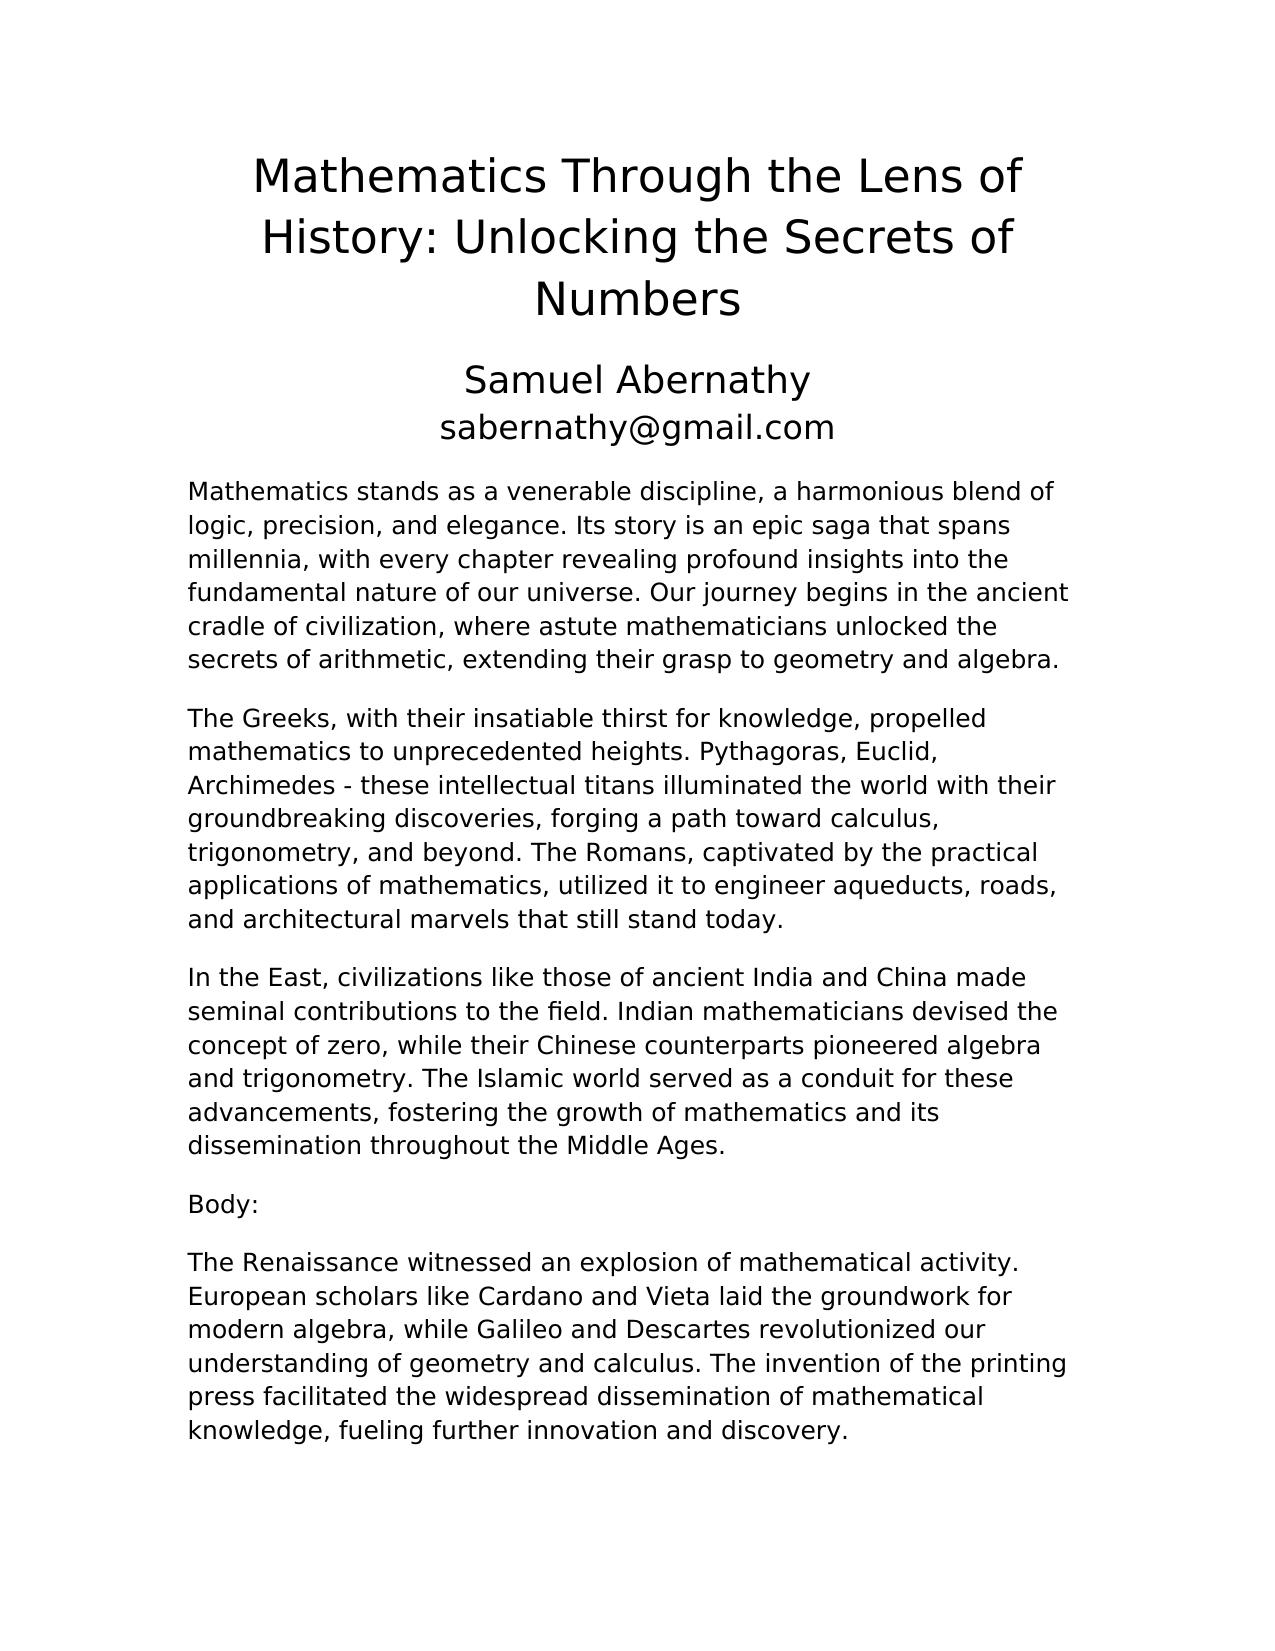 Mathematics Through the Lens of
History: Unlocking the Secrets of
Numbers
Samuel Abernathy
sabernathy@gmail.com
Mathematics stands as a venerable discipline, a harmonious blend of
logic, precision, and elegance. Its story is an epic saga that spans
millennia, with every chapter revealing profound insights into the
fundamental nature of our universe. Our journey begins in the ancient
cradle of civilization, where astute mathematicians unlocked the
secrets of arithmetic, extending their grasp to geometry and algebra.
The Greeks, with their insatiable thirst for knowledge, propelled
mathematics to unprecedented heights. Pythagoras, Euclid,
Archimedes - these intellectual titans illuminated the world with their
groundbreaking discoveries, forging a path toward calculus,
trigonometry, and beyond. The Romans, captivated by the practical
applications of mathematics, utilized it to engineer aqueducts, roads,
and architectural marvels that still stand today.
In the East, civilizations like those of ancient India and China made
seminal contributions to the field. Indian mathematicians devised the
concept of zero, while their Chinese counterparts pioneered algebra
and trigonometry. The Islamic world served as a conduit for these
advancements, fostering the growth of mathematics and its
dissemination throughout the Middle Ages.
Body:
The Renaissance witnessed an explosion of mathematical activity.
European scholars like Cardano and Vieta laid the groundwork for
modern algebra, while Galileo and Descartes revolutionized our
understanding of geometry and calculus. The invention of the printing
press facilitated the widespread dissemination of mathematical
knowledge, fueling further innovation and discovery.